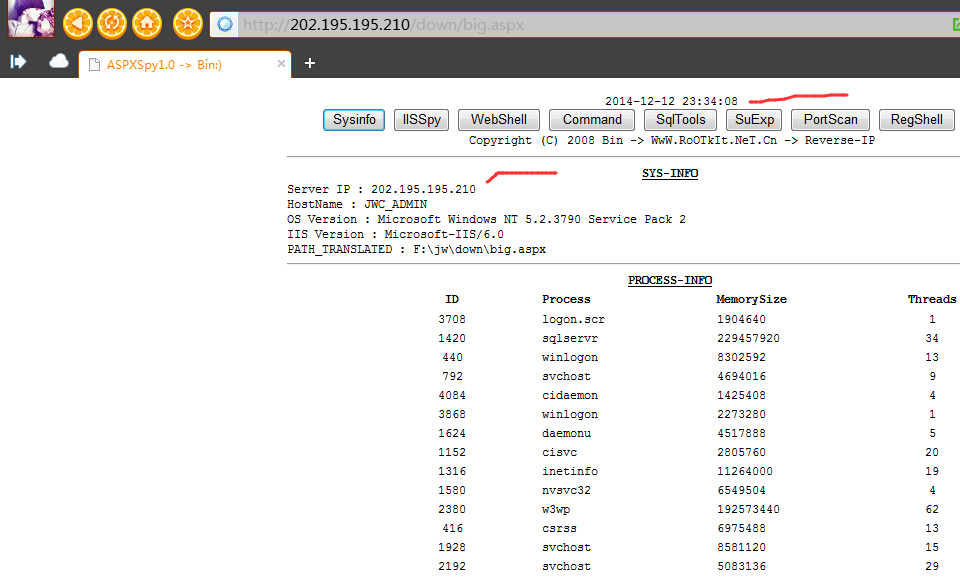 http://202.195.195.210/down/big.aspx
ASPXSpy1.0 -> Bin:) × +
2014-12-12 23:34:08
Sysinfo IISSpy WebShell Command SqlTools SuExp PortScan RegShell
Copyright (C) 2008 Bin -> WwW.RoOTkIt.NeT.Cn -> Reverse-IP
SYS-INFO
Server IP : 202.195.195.210
HostName : JWC_ADMIN
OS Version : Microsoft Windows NT 5.2.3790 Service Pack 2
IIS Version : Microsoft-IIS/6.0
PATH_TRANSLATED : F:\jw\down\big.aspx
PROCESS-INFO
ID Process MemorySize Threads
3708 logon.scr 1904640 1
1420 sqlservr 229457920 34
440 winlogon 8302592 13
792 svchost 4694016 9
4084 cidaemon 1425408 4
3868 winlogon 2273280 1
1624 daemonu 4517888 5
1152 cisvc 2805760 20
1316 inetinfo 11264000 19
1580 nvsvc32 6549504 4
2380 w3wp 192573440 62
416 csrss 6975488 13
1928 svchost 8581120 15
2192 svchost 5083136 29